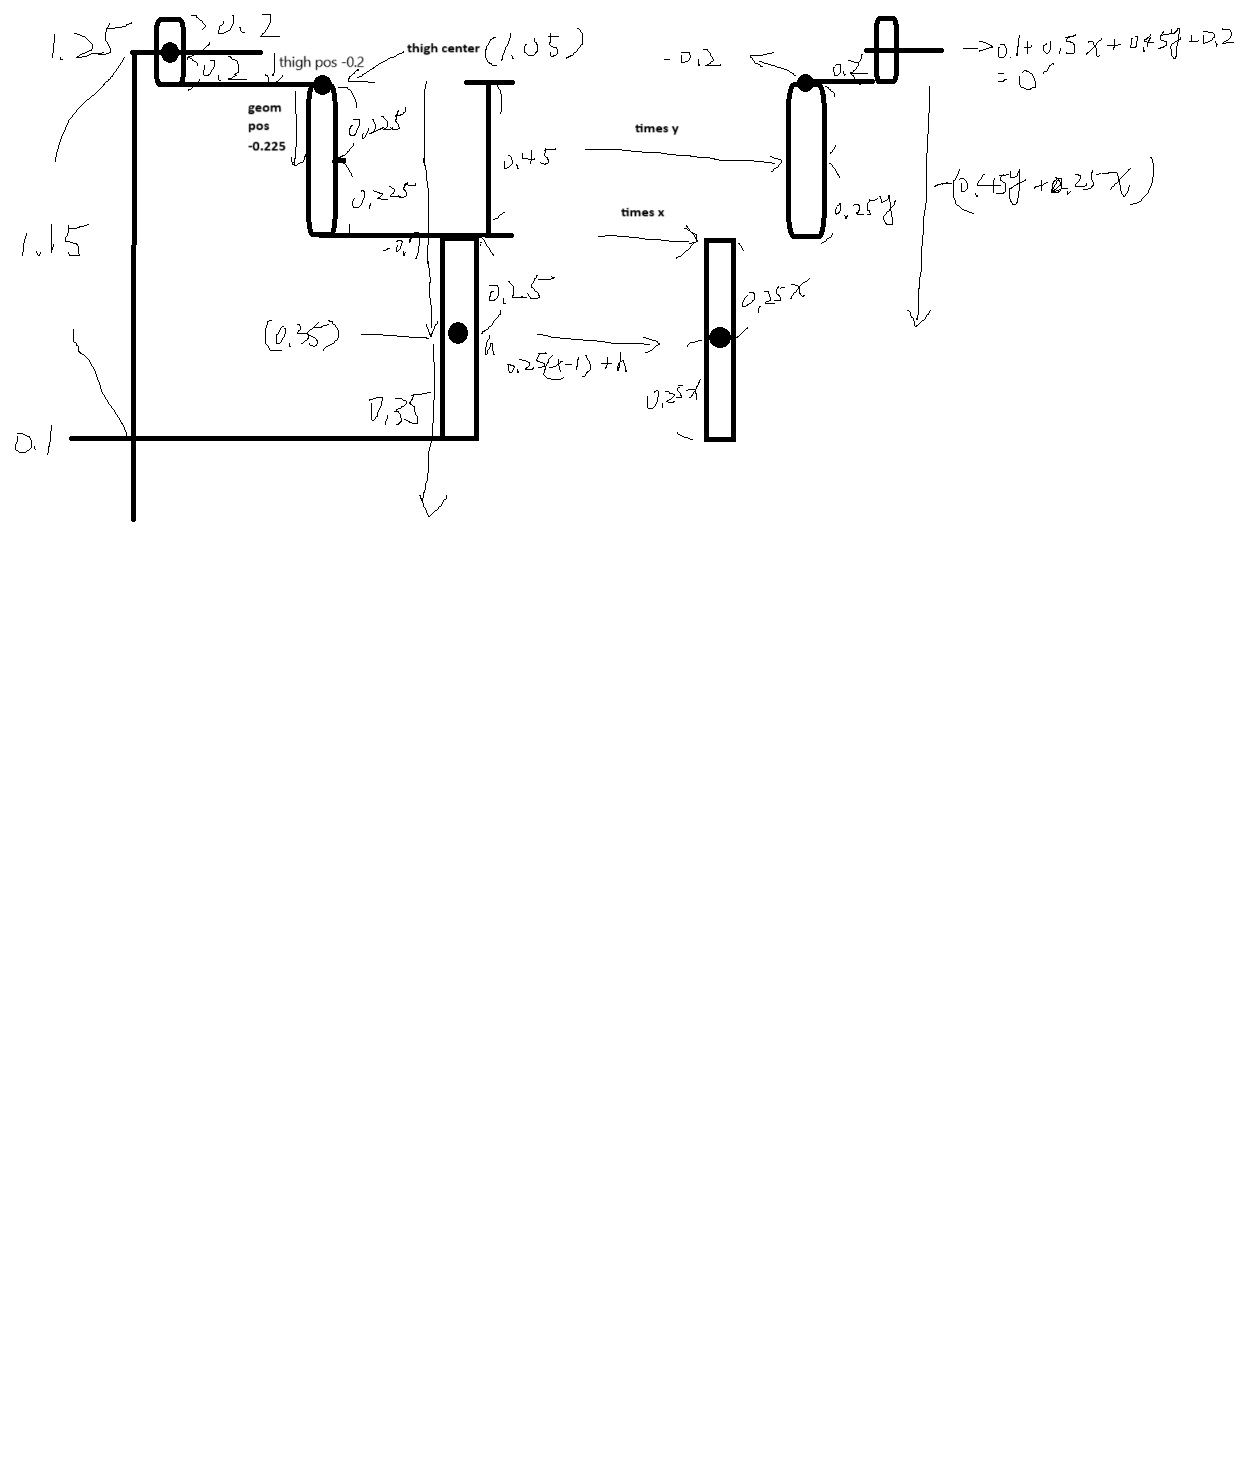 1.25
0.2
0.2
thigh pos -0.2
thigh center (1.05)
-0.2
0.2
→0.1+0.5x+0.45y+0.2
= 0
geom
pos
-0.225
0.225
0.225
0.45
times y
0.25y
-(0.45y+0.25x)
1.15
times x
0.25
0.25x
(0.35)
h
0.25(x-1)+h
0.35
0.25x
0.1